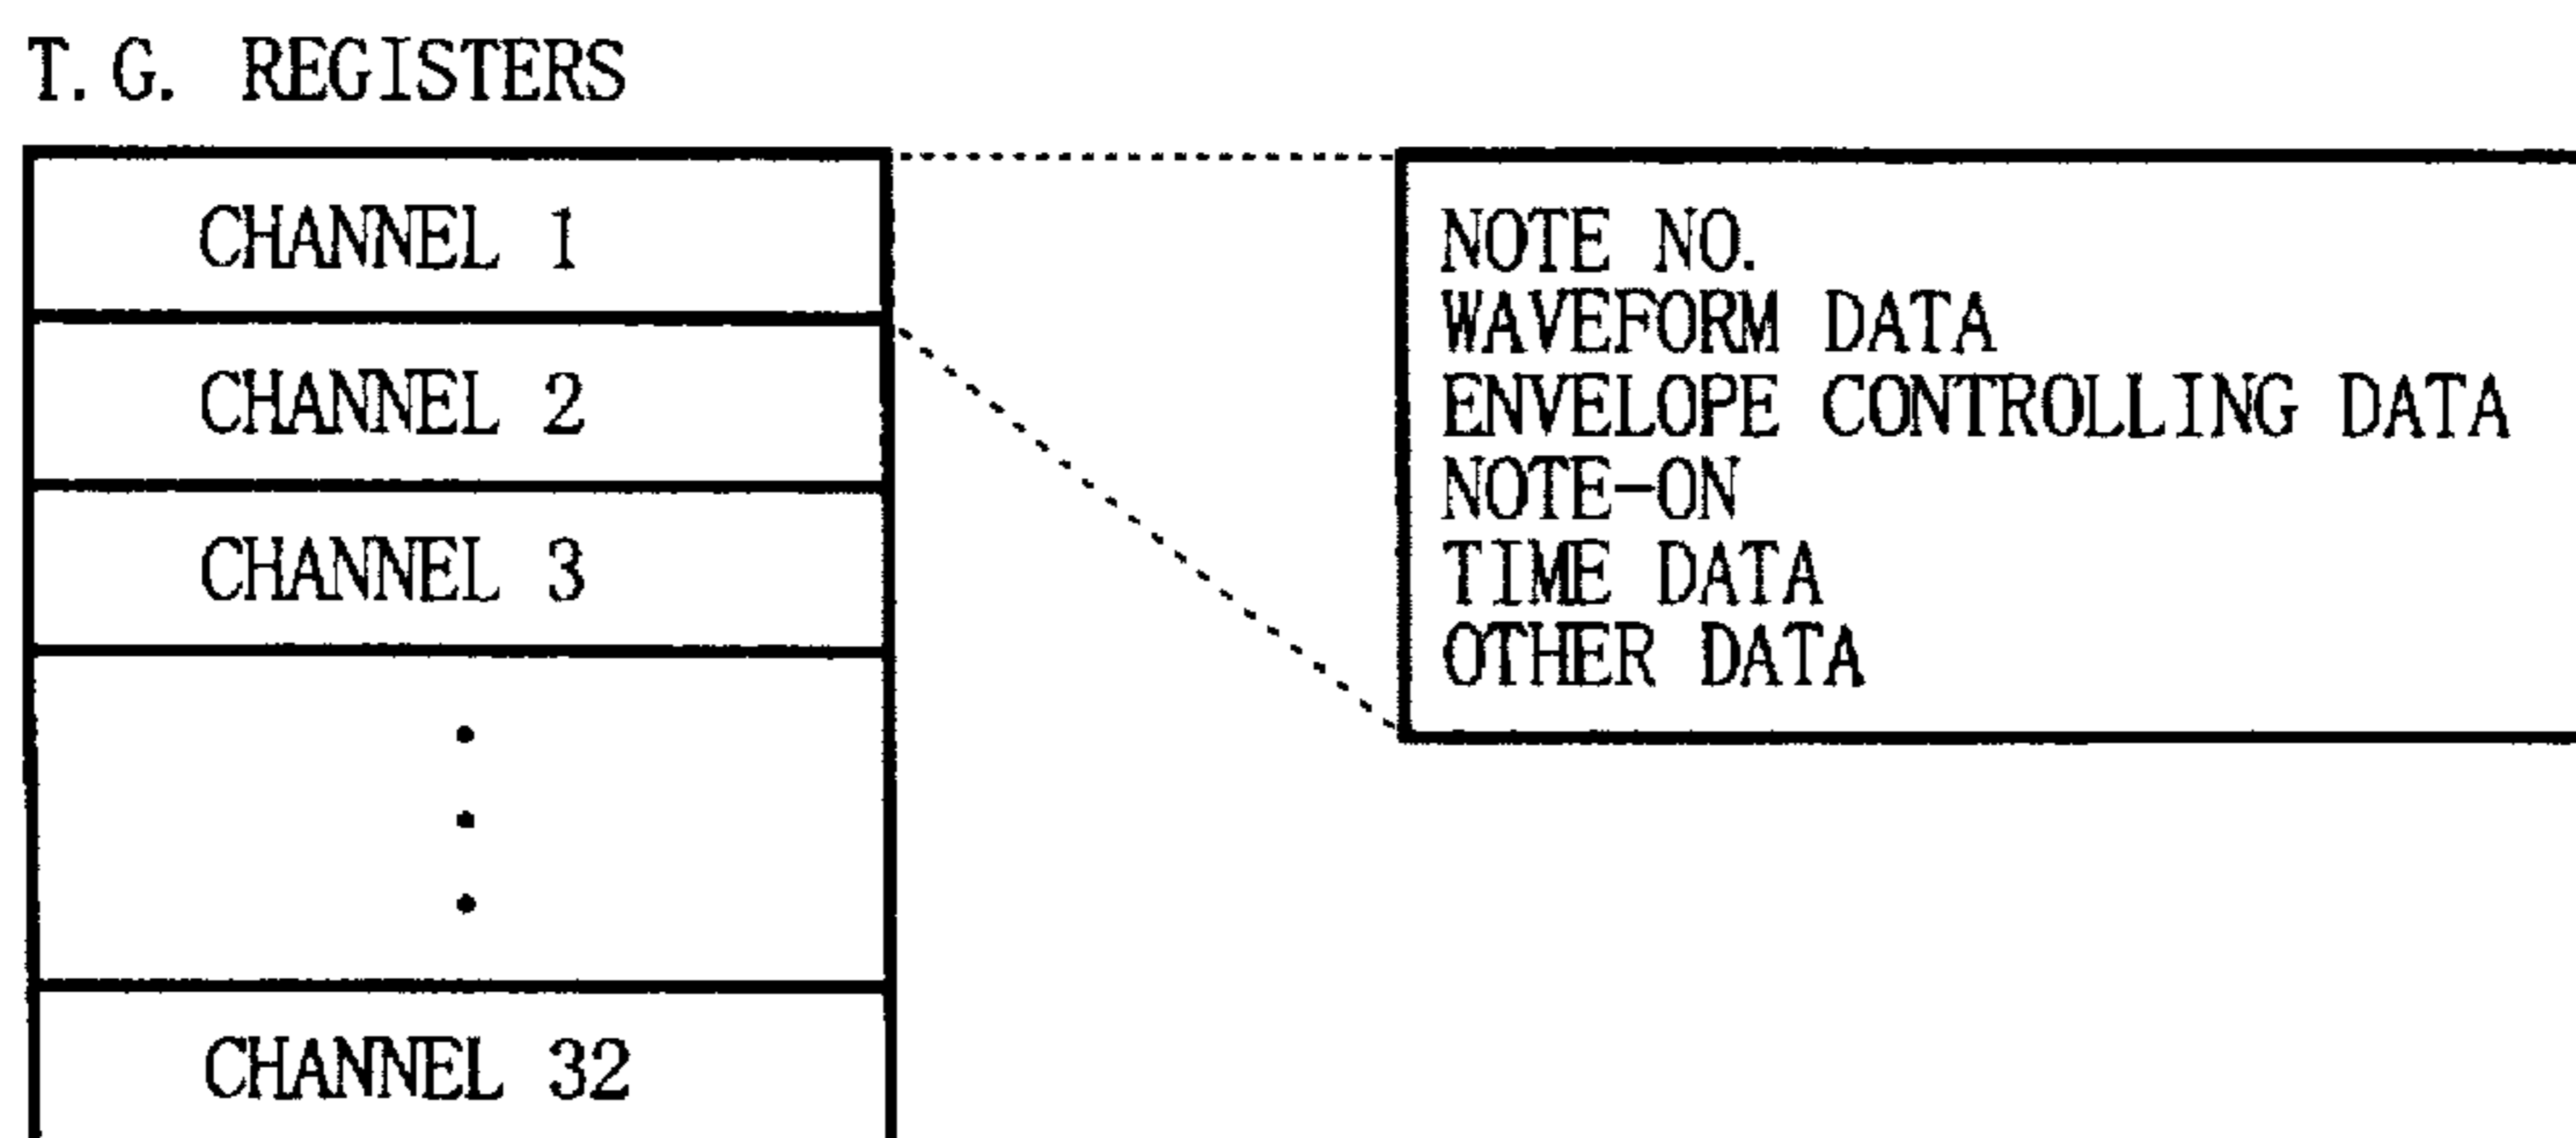 T.G. REGISTERS
CHANNEL 1
CHANNEL 2
CHANNEL 3
CHANNEL 32
NOTE NO.
WAVEFORM DATA
ENVELOPE CONTROLLING DATA
NOTE-ON
TIME DATA
OTHER DATA